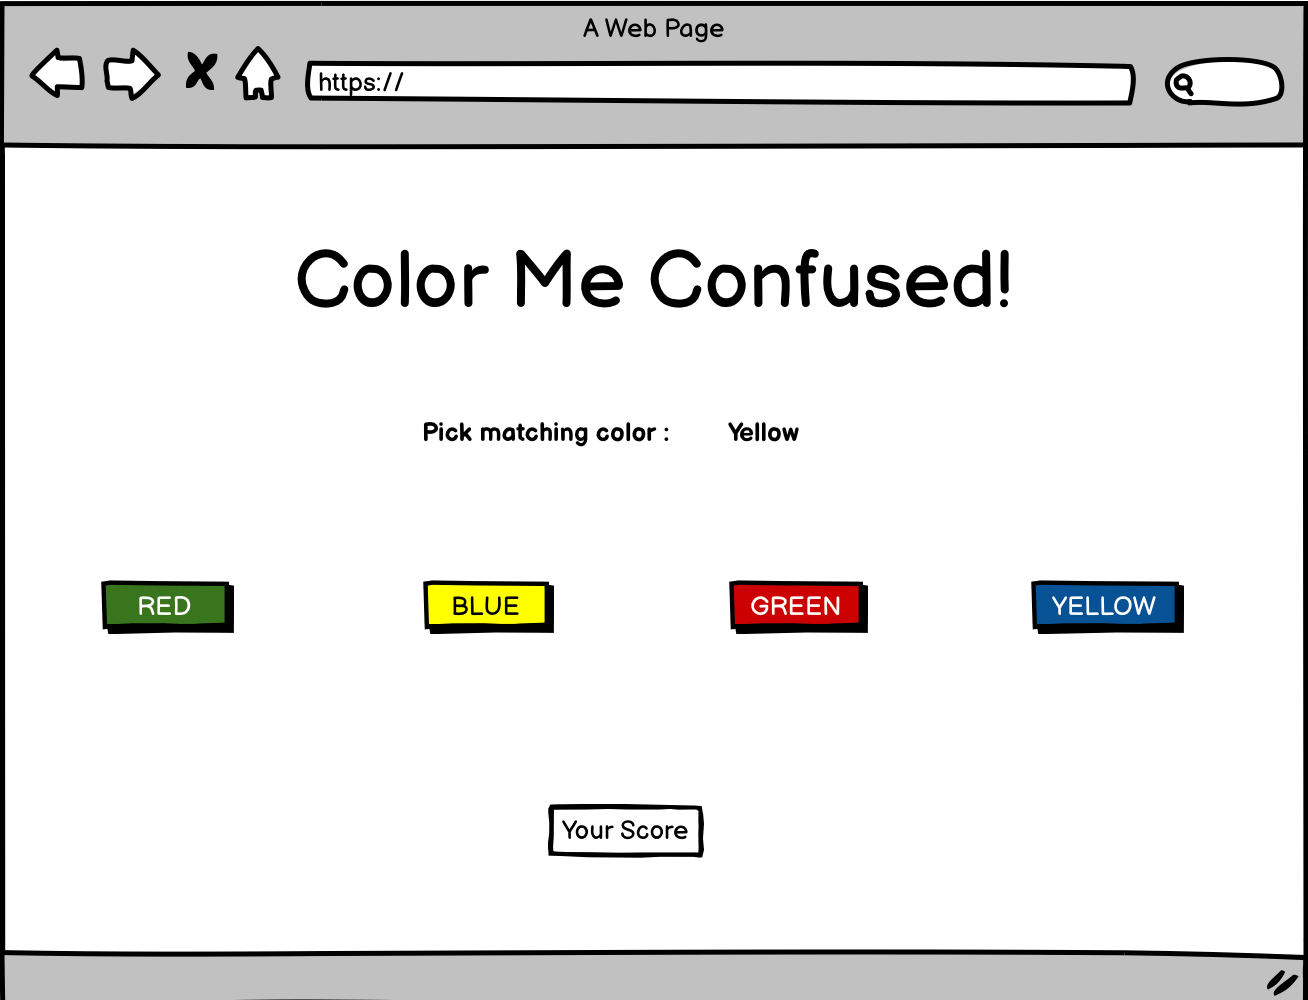 A Web Page
https://
Color Me Confused!
Pick matching color : Yellow
RED BLUE GREEN YELLOW
Your Score